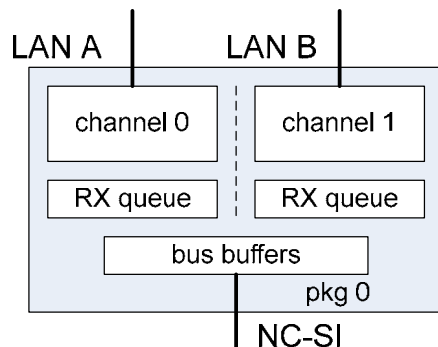 LAN A LAN B
channel 0 channel 1
RX queue RX queue
bus buffers
pkg 0
NC-SI